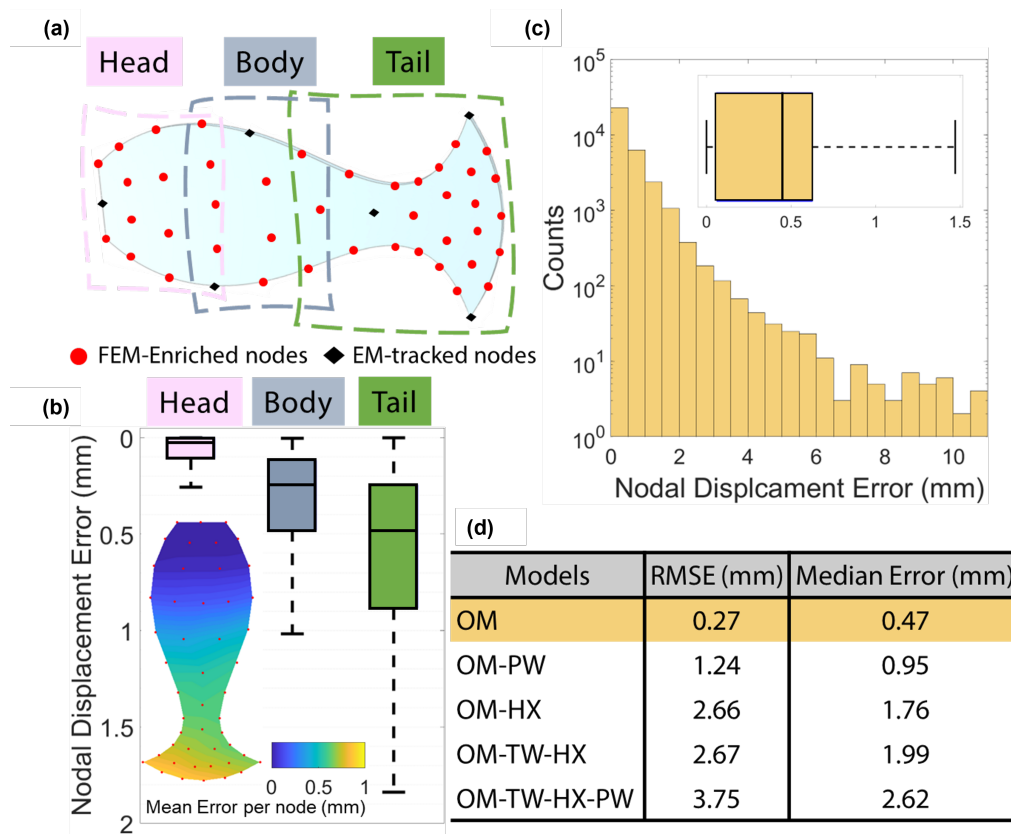 (a)
Head Body Tail
FEM-Enriched nodes EM-tracked nodes
(b)
Head Body Tail
Nodal Displacement Error (mm)
0
0.5
1
1.5
2
0 0.5 1
Mean Error per node (mm)
(c)
Counts
10^5
10^4
10^3
10^2
10^1
10^0
0 0.5 1 1.5
0 2 4 6 8 10
Nodal Displcament Error (mm)
(d)
Models RMSE (mm) Median Error (mm)
OM 0.27 0.47
OM-PW 1.24 0.95
OM-HX 2.66 1.76
OM-TW-HX 2.67 1.99
OM-TW-HX-PW 3.75 2.62